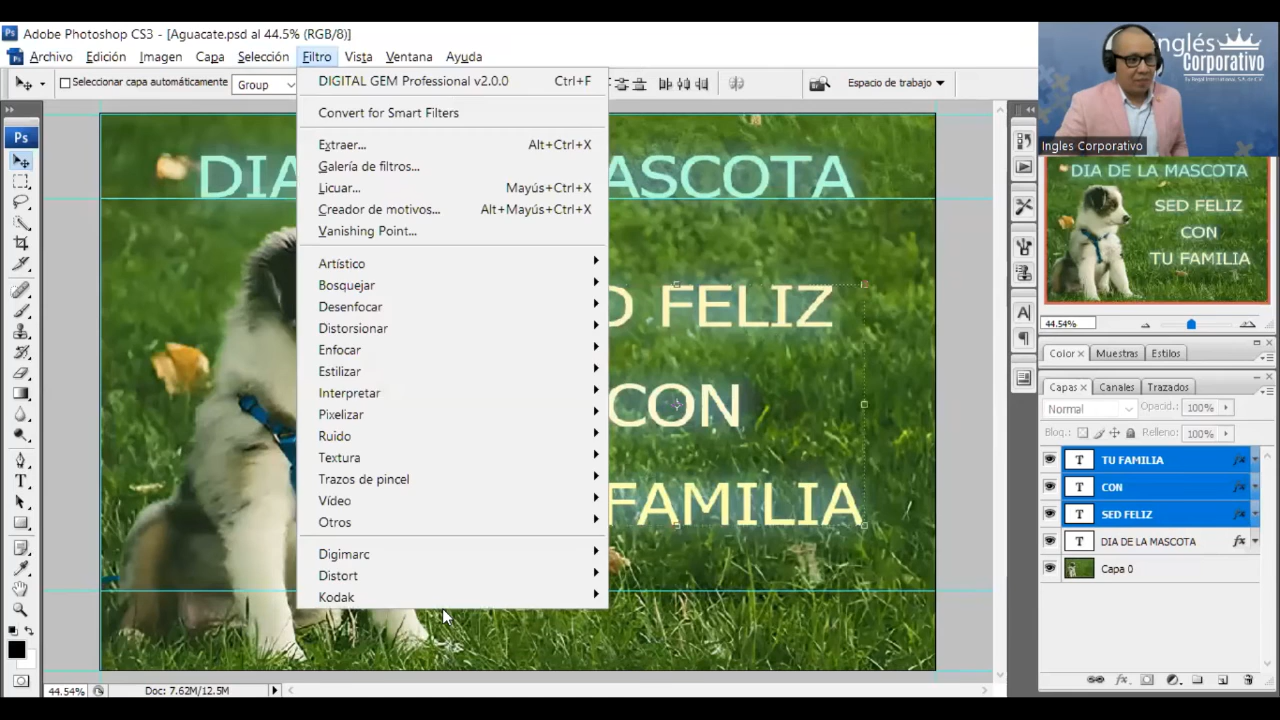 Adobe Photoshop CS3 - [Aguacate.psd al 44.5% (RGB/8)]
Archivo Edición Imagen Capa Selección Filtro Vista Ventana Ayuda
Seleccionar capa automáticamente Group Espacio de trabajo
DIGITAL GEM Professional v2.0.0 Ctrl+F
Convert for Smart Filters
Extraer... Alt+Ctrl+X
Galería de filtros...
Licuar... Mayús+Ctrl+X
Creador de motivos... Alt+Mayús+Ctrl+X
Vanishing Point...
Artístico
Bosquejar
Desenfocar
Distorsionar
Enfocar
Estilizar
Interpretar
Pixelizar
Ruido
Textura
Trazos de pincel
Vídeo
Otros
Digimarc
Distort
Kodak
DIA ASCOTA
FELIZ
CON
FAMILIA
44.54% Doc: 7.62M/12.5M
inglés
Corporativo
Ingles Corporativo
DIA DE LA MASCOTA
SED FELIZ
CON
TU FAMILIA
44.54%
Color Muestras Estilos
Capas Canales Trazados
Normal Opacid.: 100%
Bloq.: Relleno: 100%
T TU FAMILIA fx
T CON fx
T SED FELIZ fx
T DIA DE LA MASCOTA fx
Capa 0